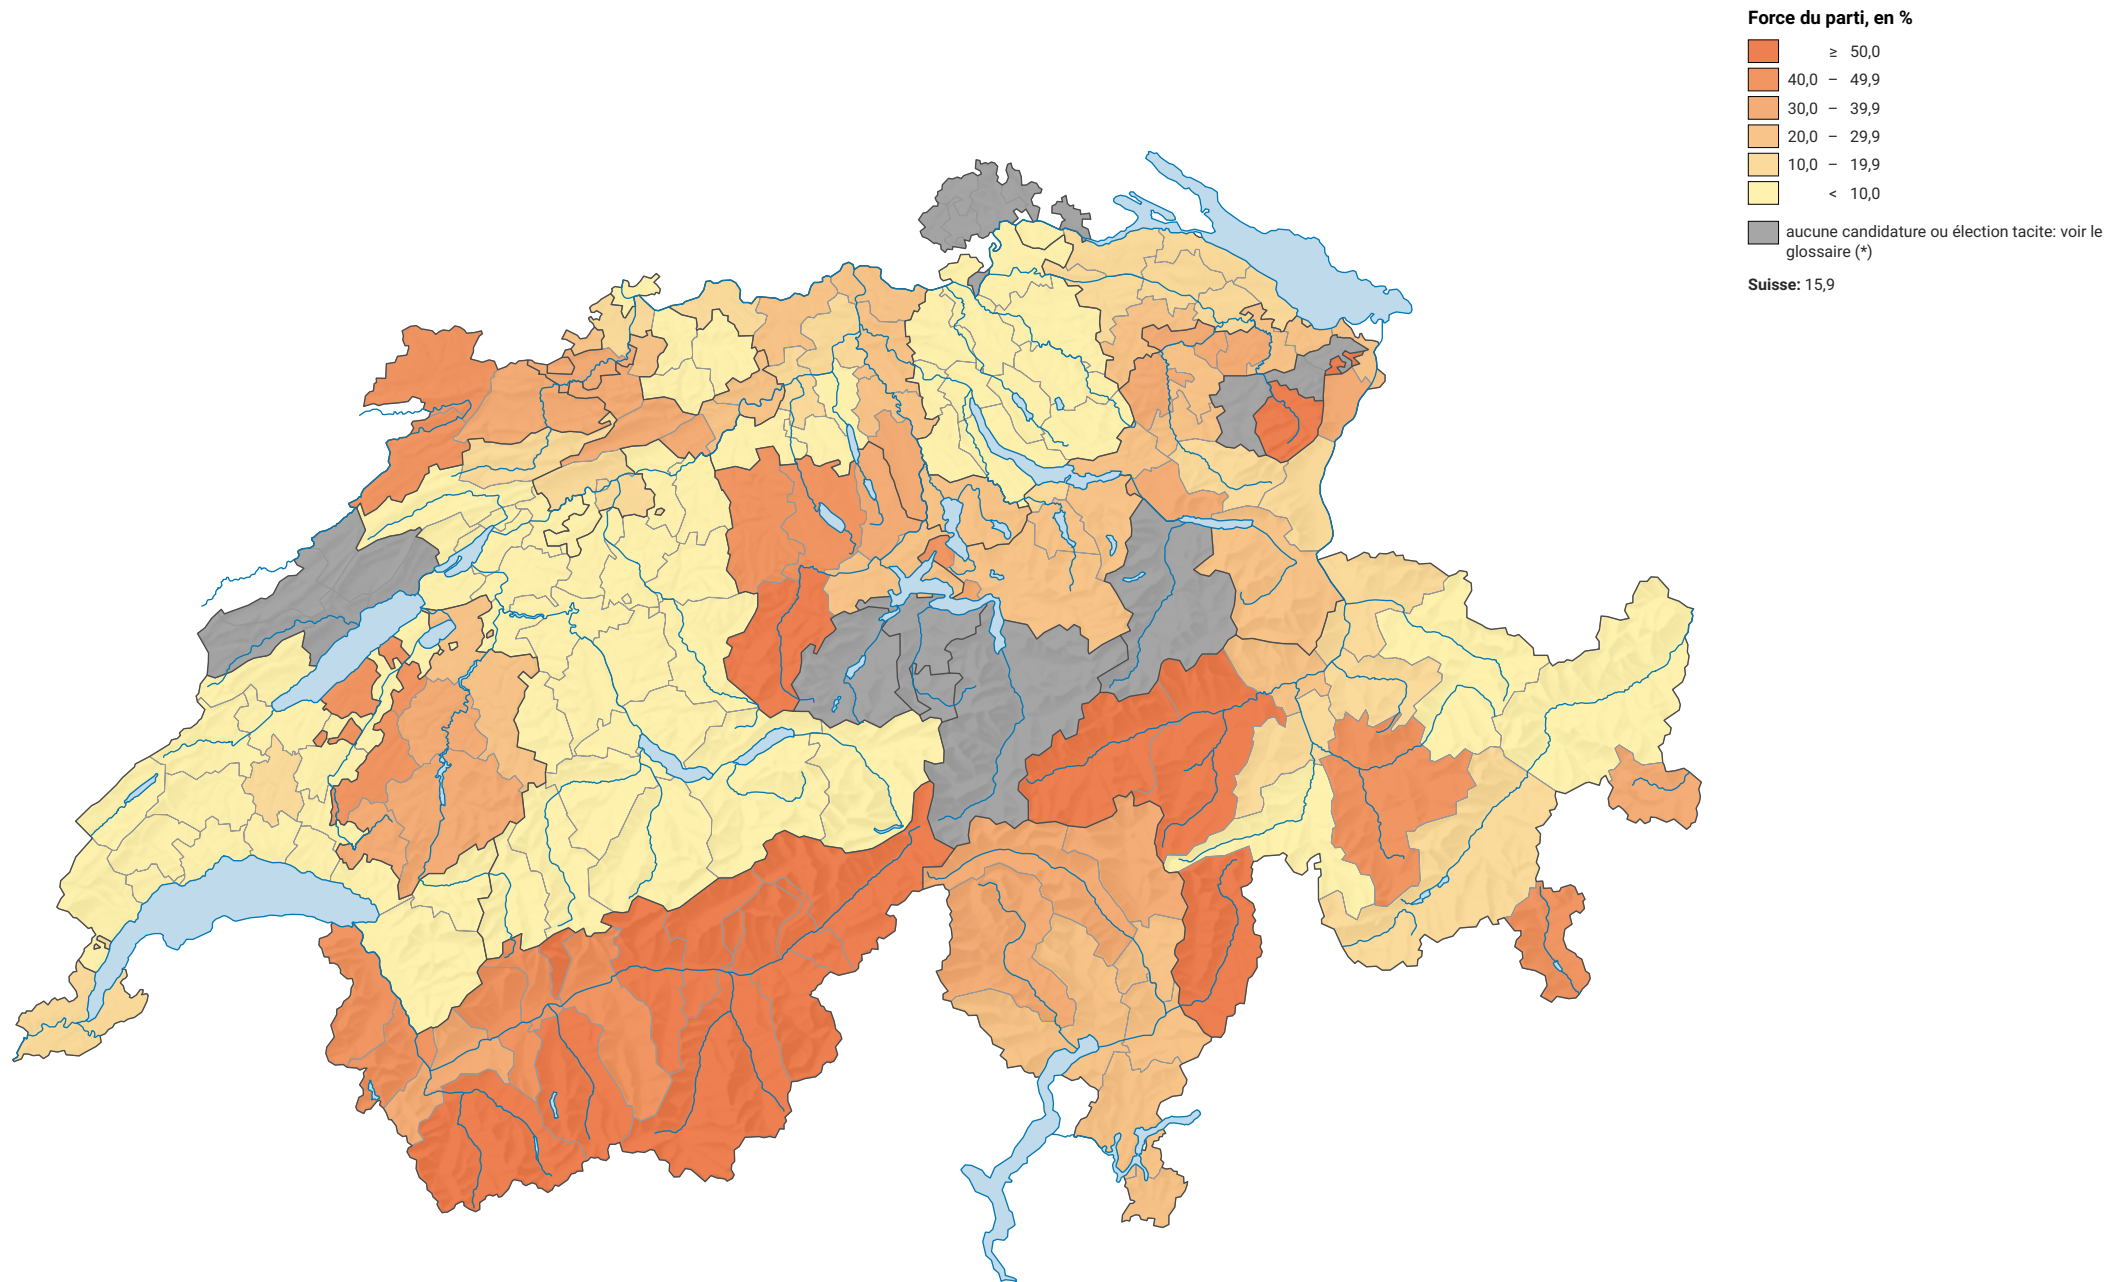 Force du parti, en %
≥ 50,0
40,0 – 49,9
30,0 – 39,9
20,0 – 29,9
10,0 – 19,9
< 10,0
aucune candidature ou élection tacite: voir le
glossaire (*)
Suisse: 15,9